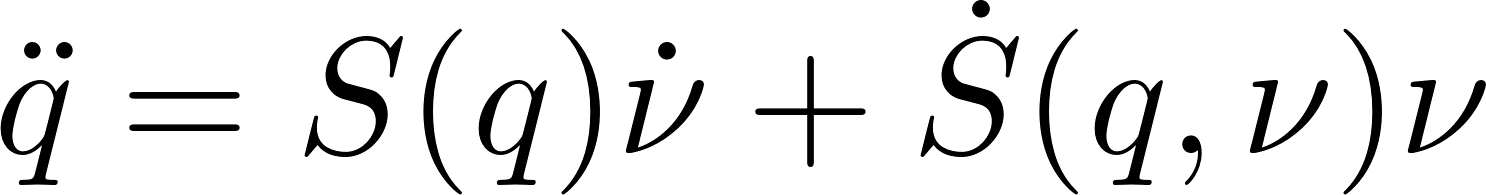 q̈ = S(q)ν̇ + Ṡ(q, ν)ν